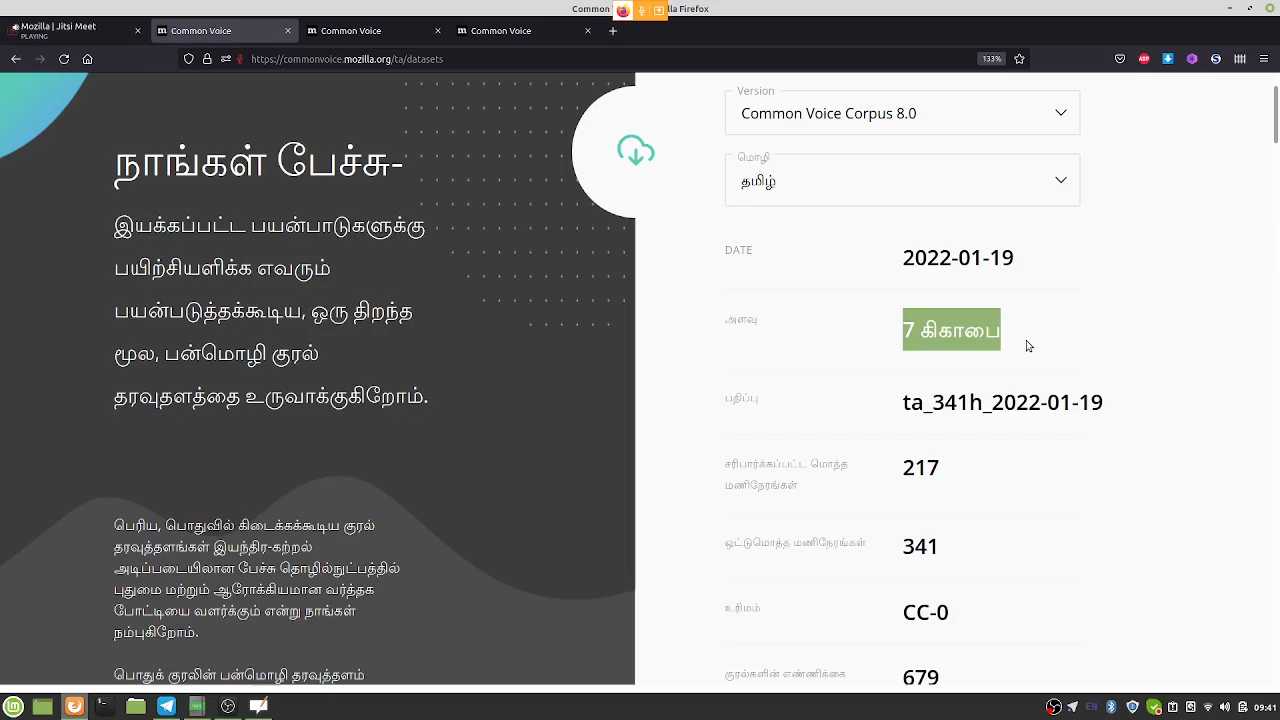 Common
lla Firefox
Mozilla | Jitsi Meet
PLAYING
Common Voice
Common Voice
Common Voice
https://commonvoice.mozilla.org/ta/datasets
133%
ABP
நாங்கள் பேச்சு-
இயக்கப்பட்ட பயன்பாடுகளுக்கு
பயிற்சியளிக்க எவரும்
பயன்படுத்தக்கூடிய, ஒரு திறந்த
மூல, பன்மொழி குரல்
தரவுதளத்தை உருவாக்குகிறோம்.
பெரிய, பொதுவில் கிடைக்கக்கூடிய குரல்
தரவுத்தளங்கள் இயந்திர-கற்றல்
அடிப்படையிலான பேச்சு தொழில்நுட்பத்தில்
புதுமை மற்றும் ஆரோக்கியமான வர்த்தக
போட்டியை வளர்க்கும் என்று நாங்கள்
நம்புகிறோம்.
பொதுக் குரலின் பன்மொழி தரவுத்தளம்
Version
Common Voice Corpus 8.0
மொழி
தமிழ்
DATE
2022-01-19
அளவு
7 கிகாபை
பதிப்பு
ta_341h_2022-01-19
சரிபார்க்கப்பட்ட மொத்த
மணிநேரங்கள்
217
ஒட்டுமொத்த மணிநேரங்கள்
341
உரிமம்
CC-0
குரல்களின் எண்ணிக்கை
679
EN
09:41